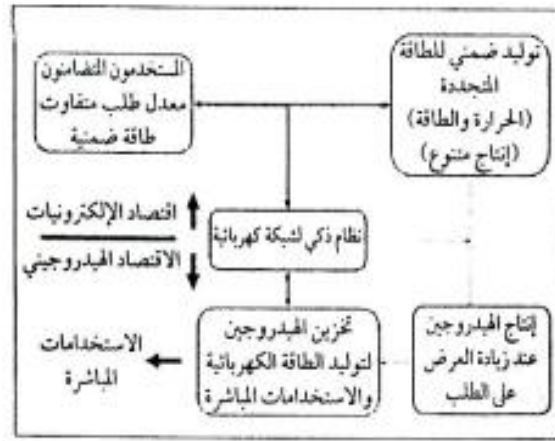 المستخدمون المتضامنون
معدل طلب متفاوت
طاقة ضمنية
توليد ضمني للطاقة
المتجددة
(الحرارة والطاقة)
(إنتاج متنوع)
اقتصاد الإلكترونيات
الاقتصاد الهيدروجيني
نظام ذكي لشبكة كهربائية
الاستخدامات
المباشرة
تخزين الهيدروجين
لتوليد الطاقة الكهربائية
والاستخدامات المباشرة
إنتاج الهيدروجين
عند زيادة العرض
على الطلب